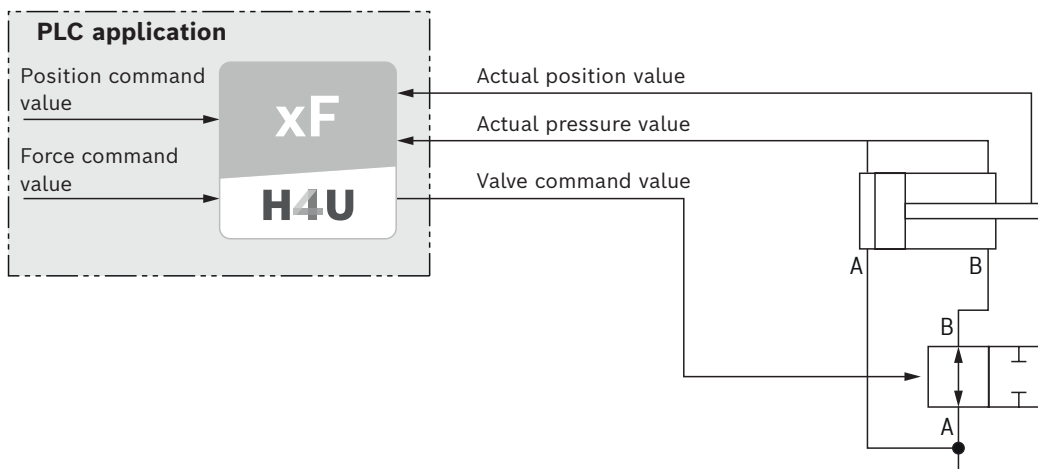 PLC application
Position command
value
Force command
value
xF
H4U
Actual position value
Actual pressure value
Valve command value
A
B
B
A